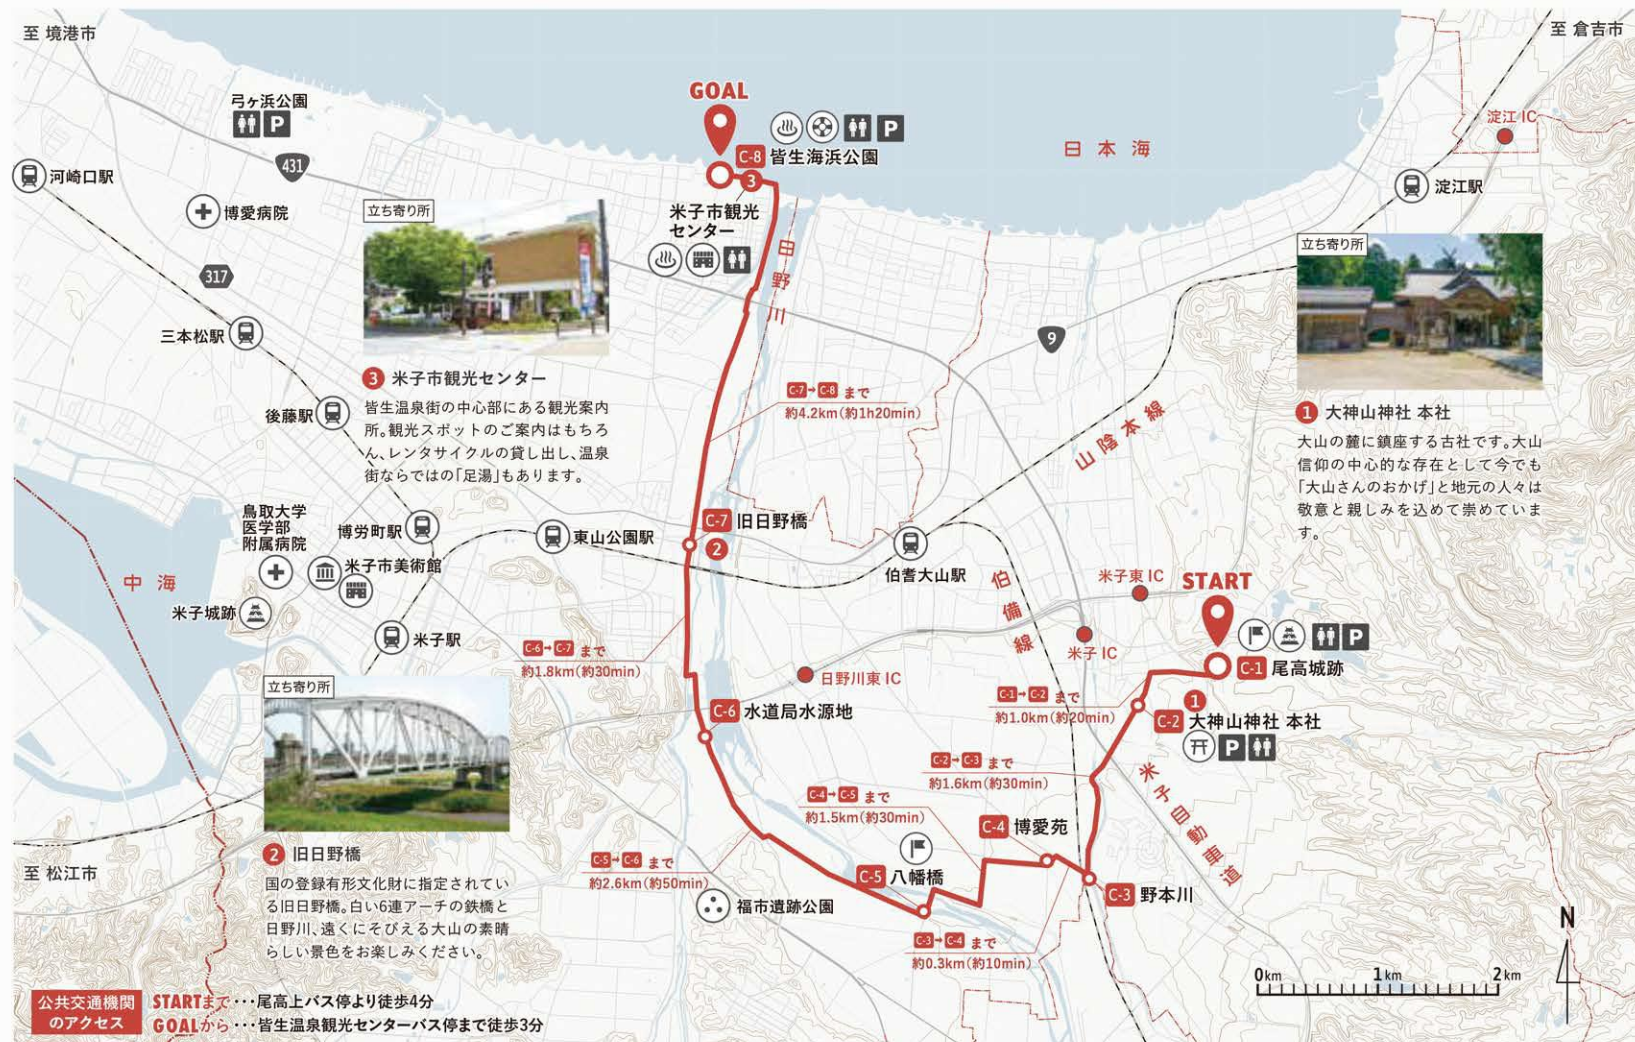 至 境港市
至 倉吉市
弓ヶ浜公園
P
431
河崎口駅
博愛病院
317
三本松駅
後藤駅
GOAL
P
C-8 皆生海浜公園
3
米子市観光
センター
日野川
日本海
淀江 IC
淀江駅
9
立ち寄り所
3 米子市観光センター
皆生温泉街の中心部にある観光案内
所。観光スポットのご案内はもちろ
ん、レンタサイクルの貸し出し、温泉
街ならではの「足湯」もあります。
立ち寄り所
1 大神山神社 本社
大山の麓に鎮座する古社です。大山
信仰の中心的な存在として今でも
「大山さんのおかげ」と地元の人々は
敬意と親しみを込めて崇めていま
す。
C-7→C-8 まで
約4.2km(約1h20min)
山陰本線
鳥取大学
医学部
附属病院
博労町駅
東山公園駅
C-7 旧日野橋
2
伯耆大山駅
伯備線
米子市美術館
中海
米子城跡
米子駅
米子東 IC
START
P
C-1 尾高城跡
米子 IC
日野川東 IC
C-6→C-7 まで
約1.8km(約30min)
C-1→C-2 まで
約1.0km(約20min)
1
C-2 大神山神社 本社
P
C-6 水道局水源地
C-2→C-3 まで
約1.6km(約30min)
米子自動車道
C-4→C-5 まで
約1.5km(約30min)
C-4 博愛苑
C-5→C-6 まで
約2.6km(約50min)
C-5 八幡橋
C-3 野本川
福市遺跡公園
C-3→C-4 まで
約0.3km(約10min)
立ち寄り所
2 旧日野橋
国の登録有形文化財に指定されてい
る旧日野橋。白い6連アーチの鉄橋と
日野川、遠くにそびえる大山の素晴
らしい景色をお楽しみください。
至 松江市
N
0km 1km 2km
公共交通機関
のアクセス
STARTまで・・・尾高上バス停より徒歩4分
GOALから・・・皆生温泉観光センターバス停まで徒歩3分